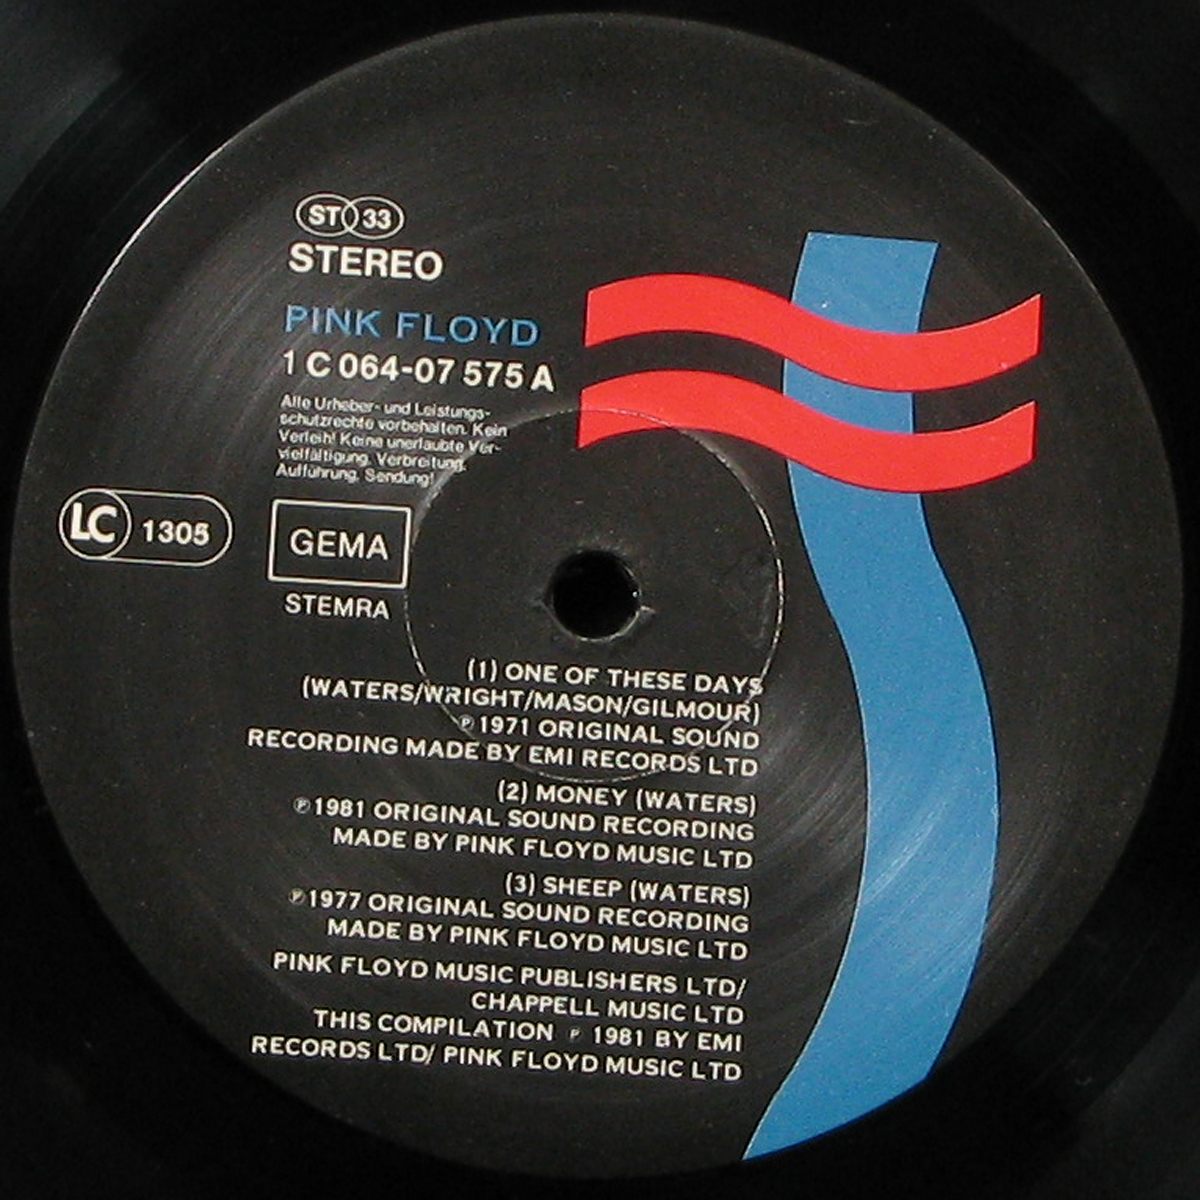 ST 33
STEREO
PINK FLOYD
1 C 064-07 575 A
Alle Urheber- und Leistungs-
schutzrechte vorbehalten. Kein
Verleih! Keine unerlaubte Ver-
vielfältigung, Verbreitung,
Aufführung, Sendung!
LC 1305
GEMA
STEMRA
(1) ONE OF THESE DAYS
(WATERS/WRIGHT/MASON/GILMOUR)
℗ 1971 ORIGINAL SOUND
RECORDING MADE BY EMI RECORDS LTD
(2) MONEY (WATERS)
℗ 1981 ORIGINAL SOUND RECORDING
MADE BY PINK FLOYD MUSIC LTD
(3) SHEEP (WATERS)
℗ 1977 ORIGINAL SOUND RECORDING
MADE BY PINK FLOYD MUSIC LTD
PINK FLOYD MUSIC PUBLISHERS LTD/
CHAPPELL MUSIC LTD
THIS COMPILATION ℗ 1981 BY EMI
RECORDS LTD/ PINK FLOYD MUSIC LTD